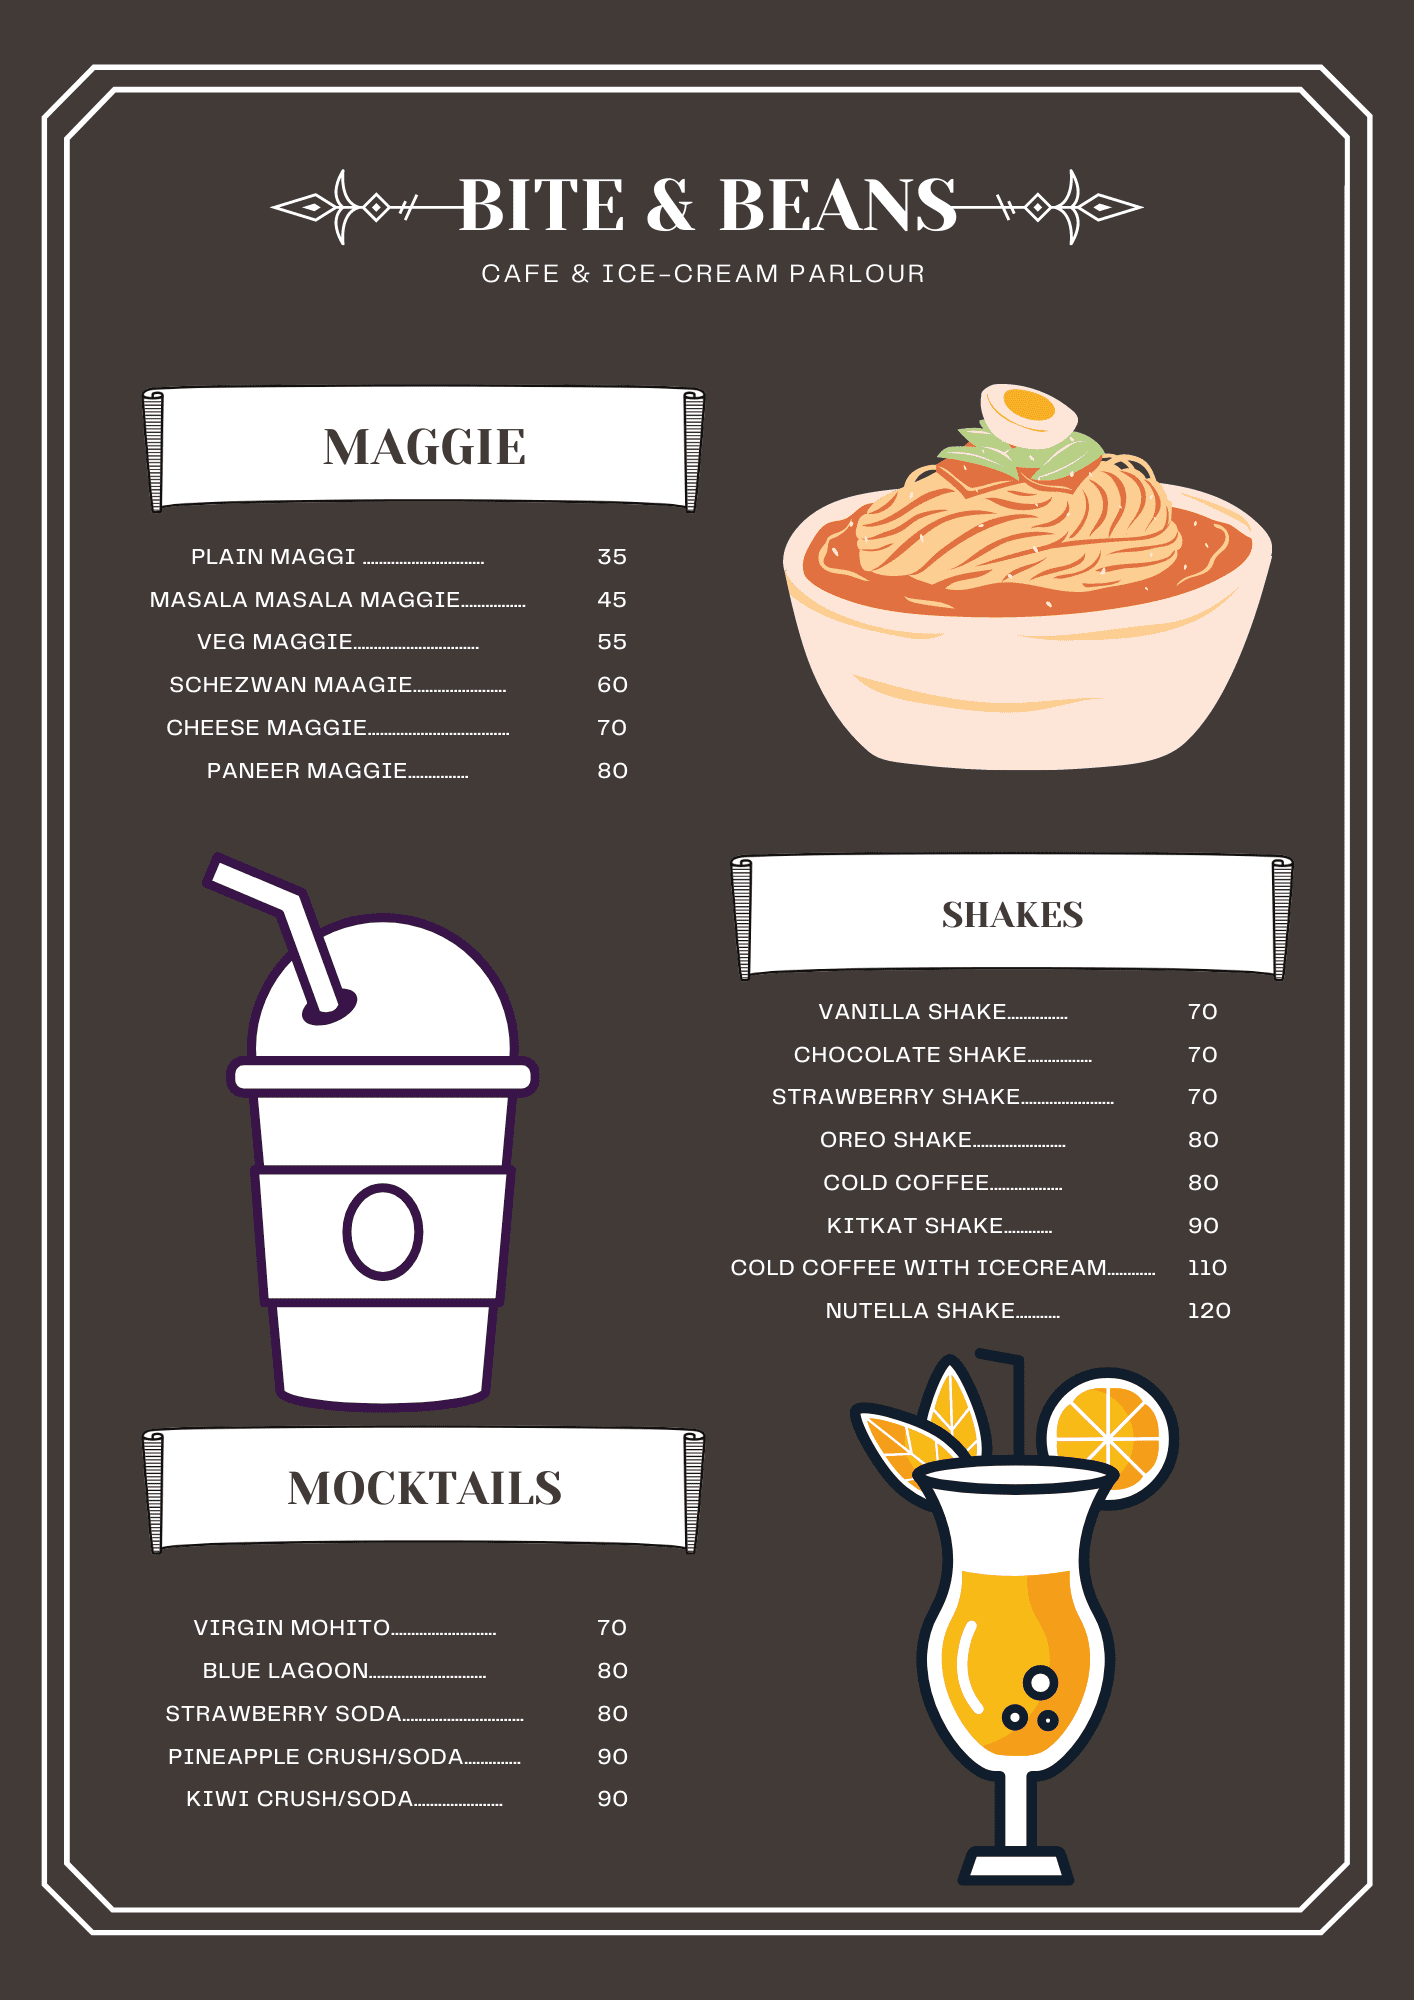 BITE & BEANS
CAFE & ICE-CREAM PARLOUR
MAGGIE
PLAIN MAGGI .............................. 35
MASALA MASALA MAGGIE................ 45
VEG MAGGIE............................... 55
SCHEZWAN MAAGIE....................... 60
CHEESE MAGGIE................................... 70
PANEER MAGGIE............... 80
SHAKES
VANILLA SHAKE............... 70
CHOCOLATE SHAKE................ 70
STRAWBERRY SHAKE....................... 70
OREO SHAKE....................... 80
COLD COFFEE.................. 80
KITKAT SHAKE............ 90
COLD COFFEE WITH ICECREAM............ 110
NUTELLA SHAKE........... 120
MOCKTAILS
VIRGIN MOHITO.......................... 70
BLUE LAGOON............................. 80
STRAWBERRY SODA.............................. 80
PINEAPPLE CRUSH/SODA.............. 90
KIWI CRUSH/SODA...................... 90